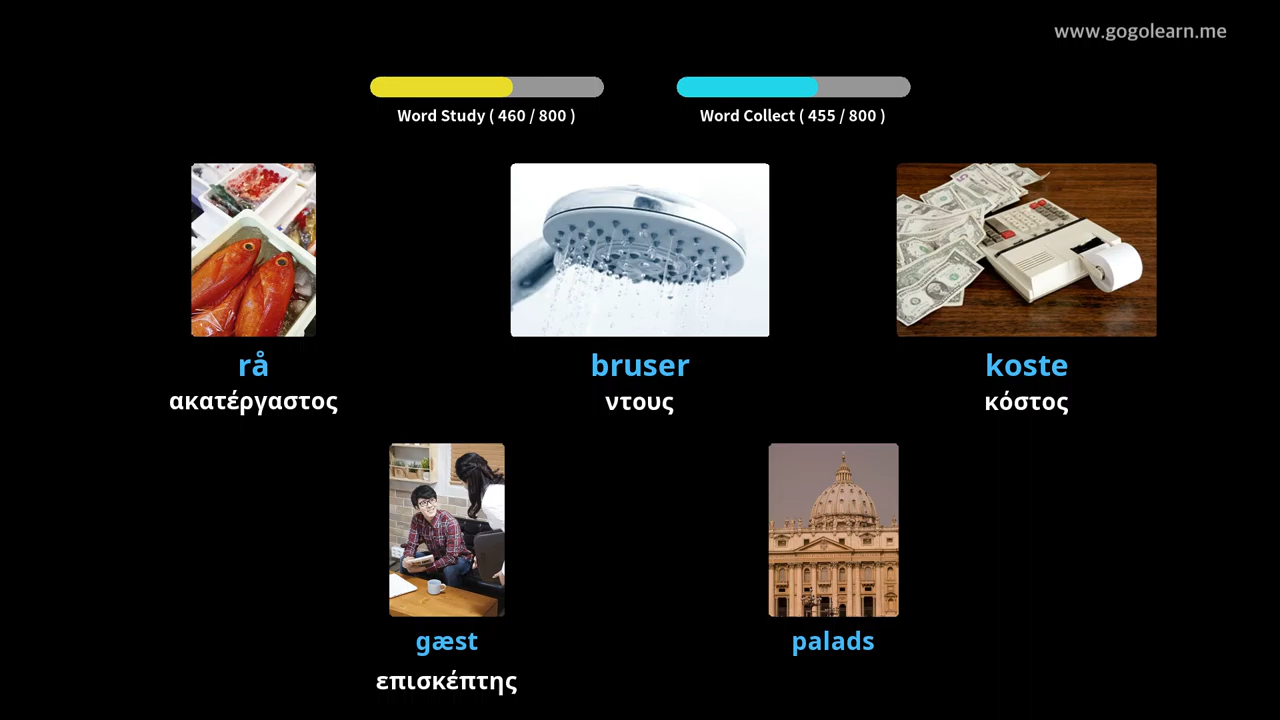 www.gogolearn.me
Word Study ( 460 / 800 )
Word Collect ( 455 / 800 )
rå
ακατέργαστος
bruser
ντους
koste
κόστος
gæst
επισκέπτης
palads